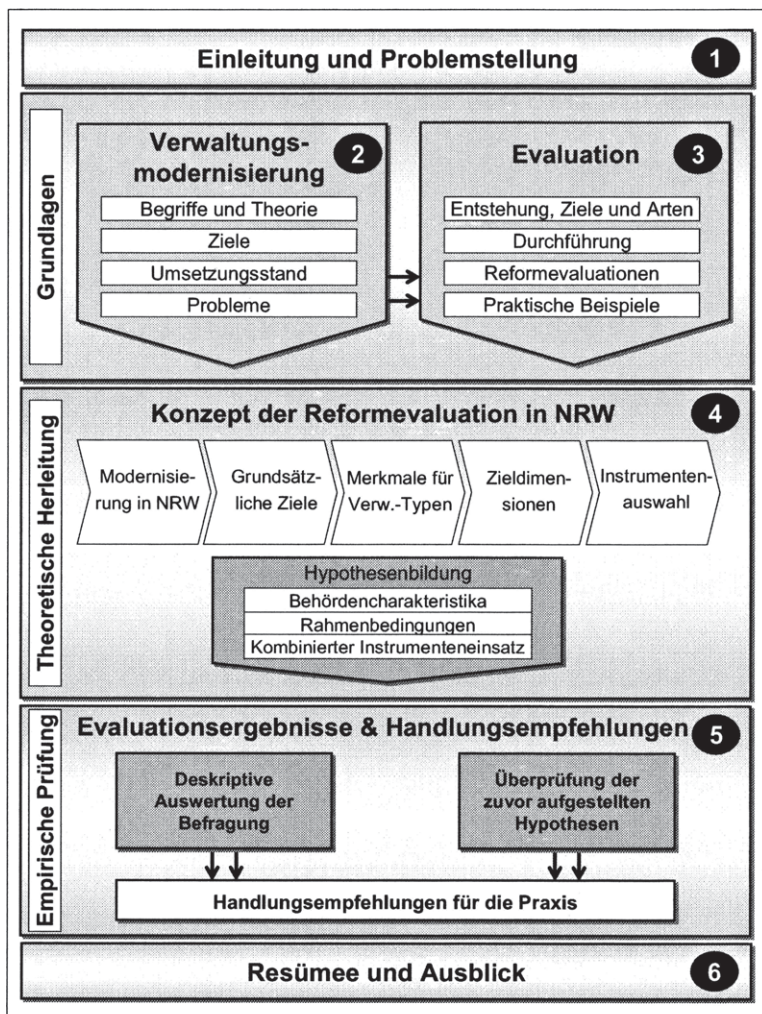 Einleitung und Problemstellung
1
Grundlagen
Verwaltungs-
modernisierung
2
Begriffe und Theorie
Ziele
Umsetzungsstand
Probleme
Evaluation
3
Entstehung, Ziele und Arten
Durchführung
Reformevaluationen
Praktische Beispiele
Theoretische Herleitung
Konzept der Reformevaluation in NRW
4
Modernisie-
rung in NRW
Grundsätz-
liche Ziele
Merkmale für
Verw.-Typen
Zieldimen-
sionen
Instrumenten-
auswahl
Hypothesenbildung
Behördencharakteristika
Rahmenbedingungen
Kombinierter Instrumenteneinsatz
Empirische Prüfung
Evaluationsergebnisse & Handlungsempfehlungen
5
Deskriptive
Auswertung der
Befragung
Überprüfung der
zuvor aufgestellten
Hypothesen
Handlungsempfehlungen für die Praxis
Resümee und Ausblick
6